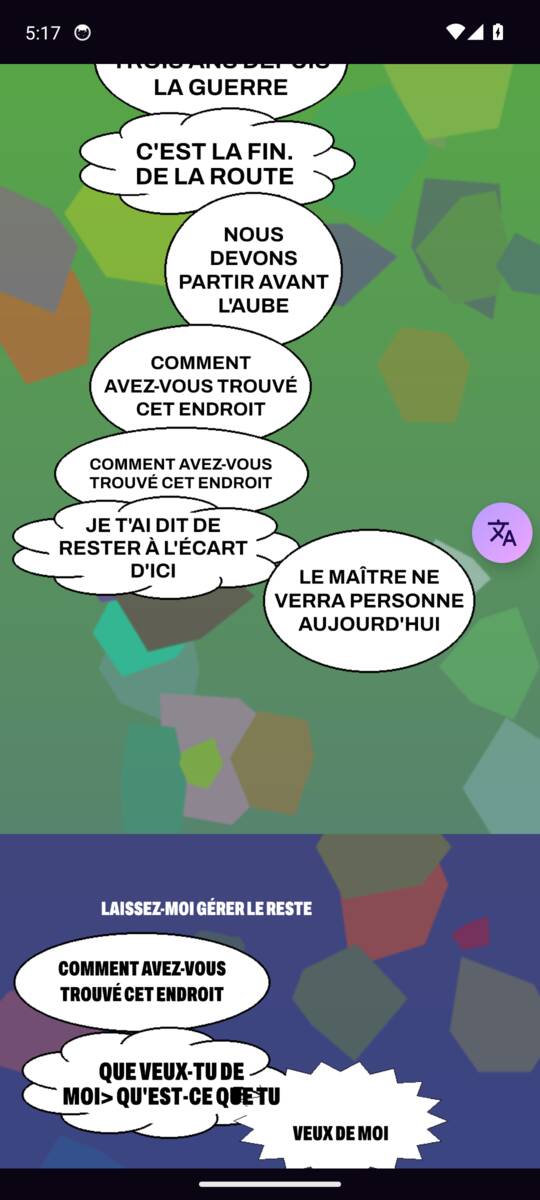 5:17
TROIS ANS DEPUIS
LA GUERRE
C'EST LA FIN.
DE LA ROUTE
NOUS
DEVONS
PARTIR AVANT
L'AUBE
COMMENT
AVEZ-VOUS TROUVÉ
CET ENDROIT
COMMENT AVEZ-VOUS
TROUVÉ CET ENDROIT
JE T'AI DIT DE
RESTER À L'ÉCART
D'ICI
LE MAÎTRE NE
VERRA PERSONNE
AUJOURD'HUI
LAISSEZ-MOI GÉRER LE RESTE
COMMENT AVEZ-VOUS
TROUVÉ CET ENDROIT
QUE VEUX-TU DE
MOI> QU'EST-CE QUE TU
VEUX DE MOI